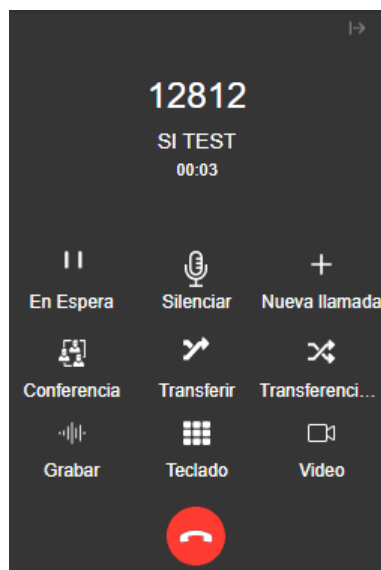 12812
SI TEST
00:03
En Espera Silenciar Nueva llamada
Conferencia Transferir Transferenci...
Grabar Teclado Video